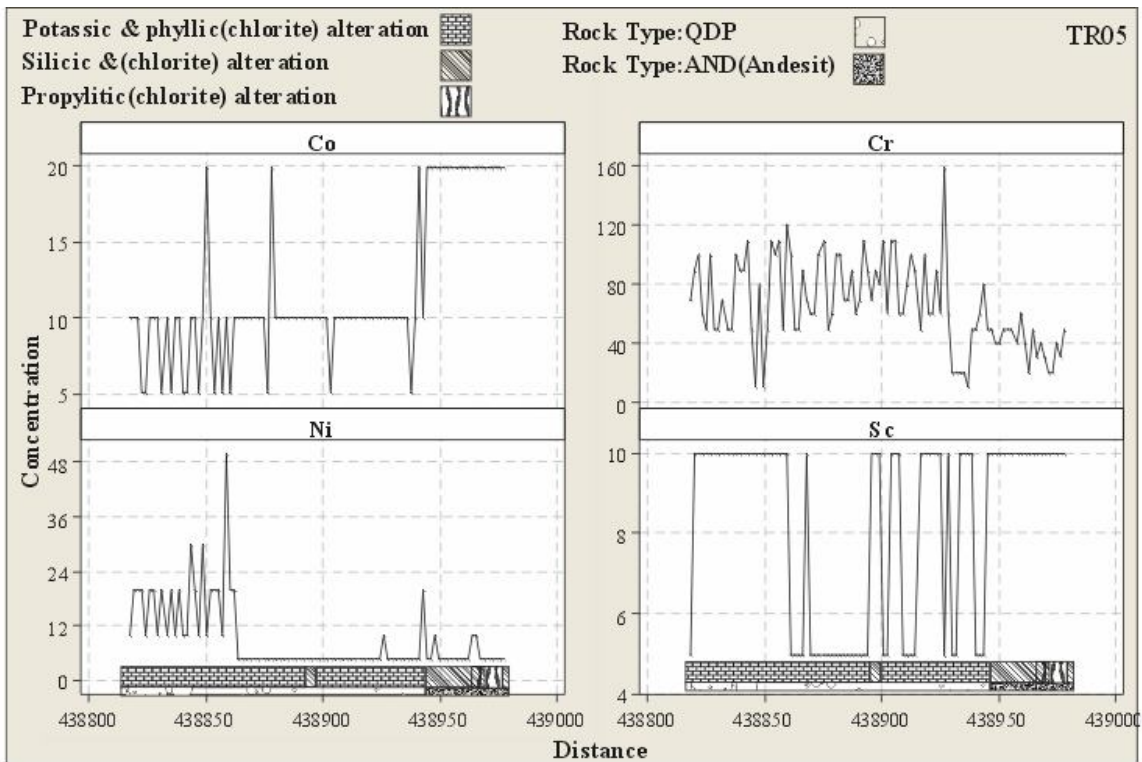 Potassic & phyllic(chlorite) alteration
Silicic &(chlorite) alteration
Propylitic(chlorite) alteration
Rock Type:QDP
Rock Type:AND(Andesit)
TR05
Co
Cr
20
15
10
5
160
120
80
40
0
Concentration
Ni
Sc
48
36
24
12
0
10
8
6
4
438800 438850 438900 438950 439000
438800 438850 438900 438950 439000
Distance